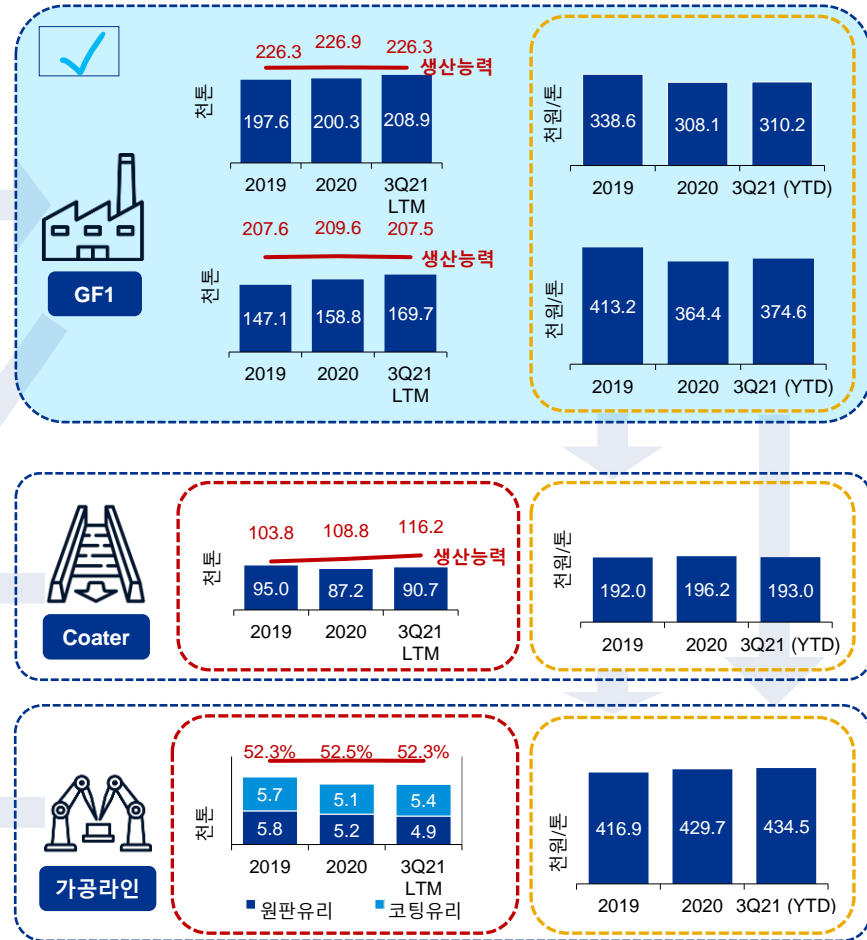 226.3 226.9 226.3
생산능력
천톤
197.6 200.3 208.9
2019 2020 3Q21
LTM
천원/톤
338.6 308.1 310.2
2019 2020 3Q21 (YTD)
GF1
207.6 209.6 207.5
생산능력
천톤
147.1 158.8 169.7
2019 2020 3Q21
LTM
천원/톤
413.2 364.4 374.6
2019 2020 3Q21 (YTD)
Coater
103.8 108.8 116.2
생산능력
천톤
95.0 87.2 90.7
2019 2020 3Q21
LTM
천원/톤
192.0 196.2 193.0
2019 2020 3Q21 (YTD)
가공라인
52.3% 52.5% 52.3%
천톤
5.7 5.1 5.4
5.8 5.2 4.9
2019 2020 3Q21
LTM
원판유리 코팅유리
천원/톤
416.9 429.7 434.5
2019 2020 3Q21 (YTD)